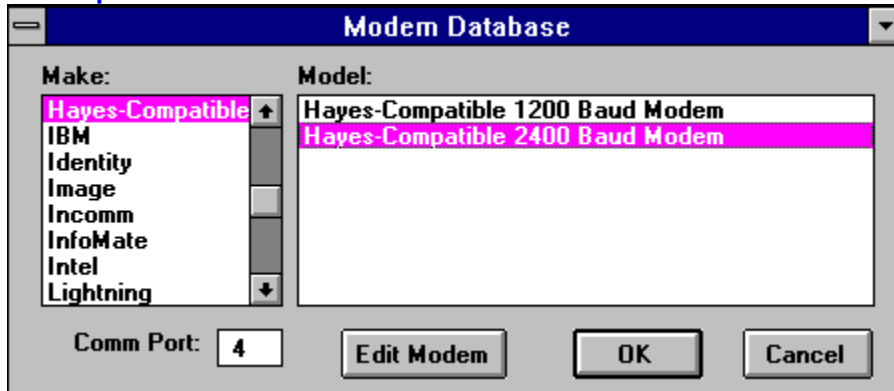 Modem Database
Make:
Model:
Hayes-Compatible
IBM
Identity
Image
Incomm
InfoMate
Intel
Lightning
Hayes-Compatible 1200 Baud Modem
Hayes-Compatible 2400 Baud Modem
Comm Port: 4
Edit Modem
OK
Cancel